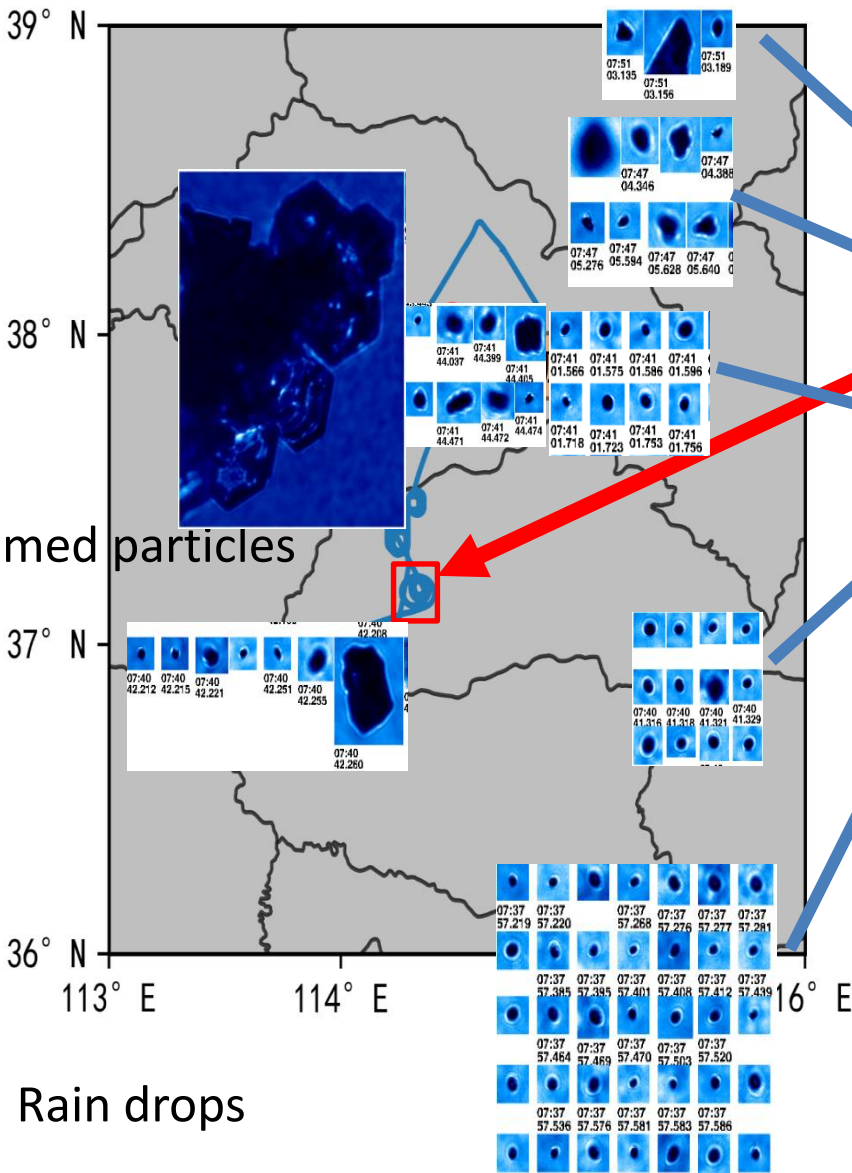 39° N
07:51 07:51
03.135 03.189
07:51
03.156
07:47 07:47
04.346 04.388
07:47 07:47 07:47 07:47
05.276 05.594 05.628 05.640
38° N
07:41 07:41
44.037 44.399
07:41
44.405
07:41 07:41 07:41 07:41
01.566 01.575 01.586 01.596
07:41 07:41 07:41
44.471 44.472 44.474
07:41 07:41 07:41 07:41
01.718 01.723 01.753 01.756
med particles
37° N
07:40
42.208
07:40 07:40 07:40 07:40 07:40
42.212 42.215 42.221 42.251 42.255
07:40
42.260
07:40 07:40 07:40 07:40
41.316 41.318 41.321 41.329
07:37 07:37 07:37 07:37 07:37 07:37
57.219 57.220 57.268 57.276 57.277 57.281
36° N
07:37 07:37 07:37 07:37 07:37 07:37
57.385 57.395 57.401 57.408 57.412 57.439
113° E 114° E 16° E
07:37 07:37 07:37 07:37 07:37
57.464 57.469 57.470 57.503 57.520
Rain drops
07:37 07:37 07:37 07:37 07:37
57.536 57.576 57.581 57.583 57.586